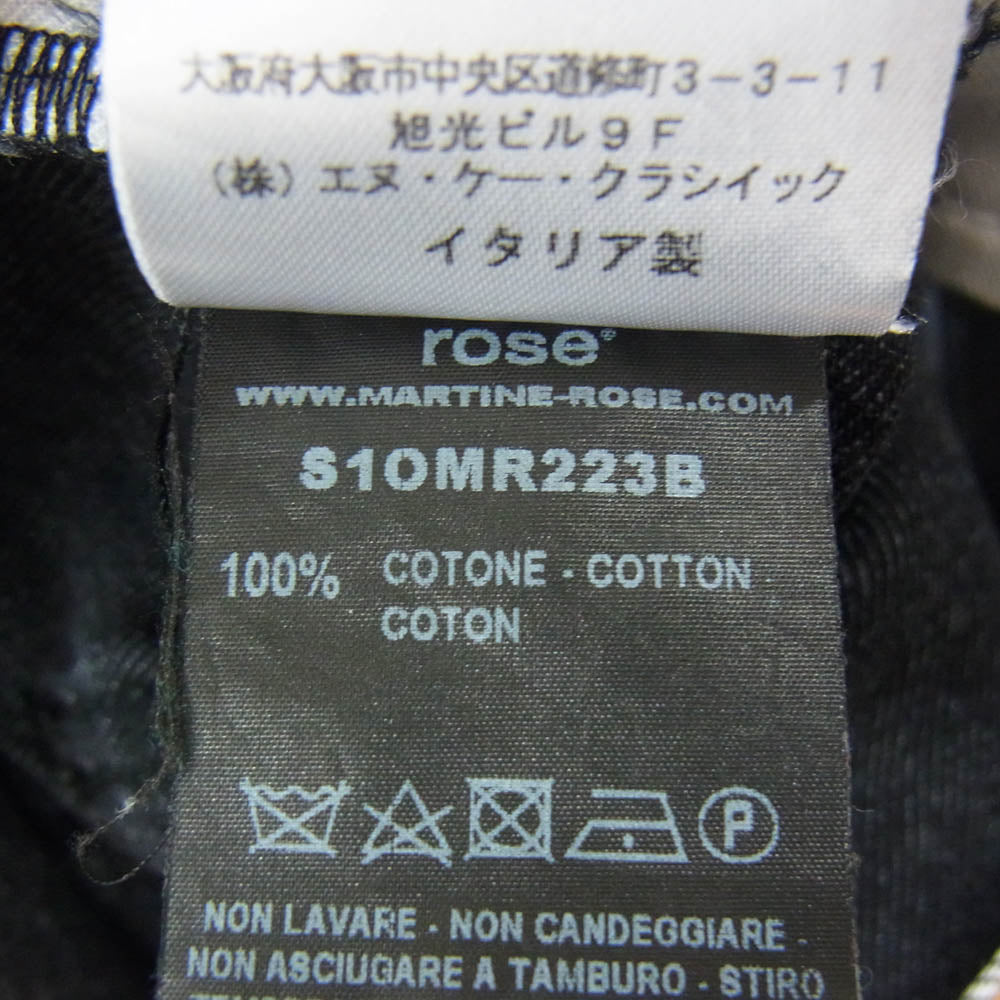 大阪府大阪市中央区道修町3-3-11
旭光ビル9F
(株)エヌ・ケー・クラシイック
イタリア製
rose®
WWW.MARTINE-ROSE.COM
S10MR223B
100% COTONE - COTTON
COTON
P
NON LAVARE - NON CANDEGGIARE -
NON ASCIUGARE A TAMBURO - STIRO